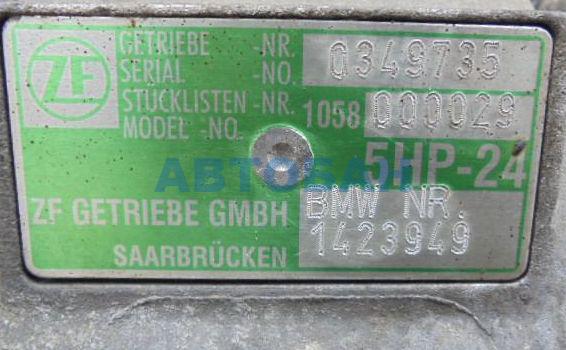 ZF
GETRIEBE -NR. 0349735
SERIAL -NO.
STÜCKLISTEN -NR. 1058 000029
MODEL -NO.
5HP-24
ZF GETRIEBE GMBH BMW NR.
SAARBRÜCKEN 1423949